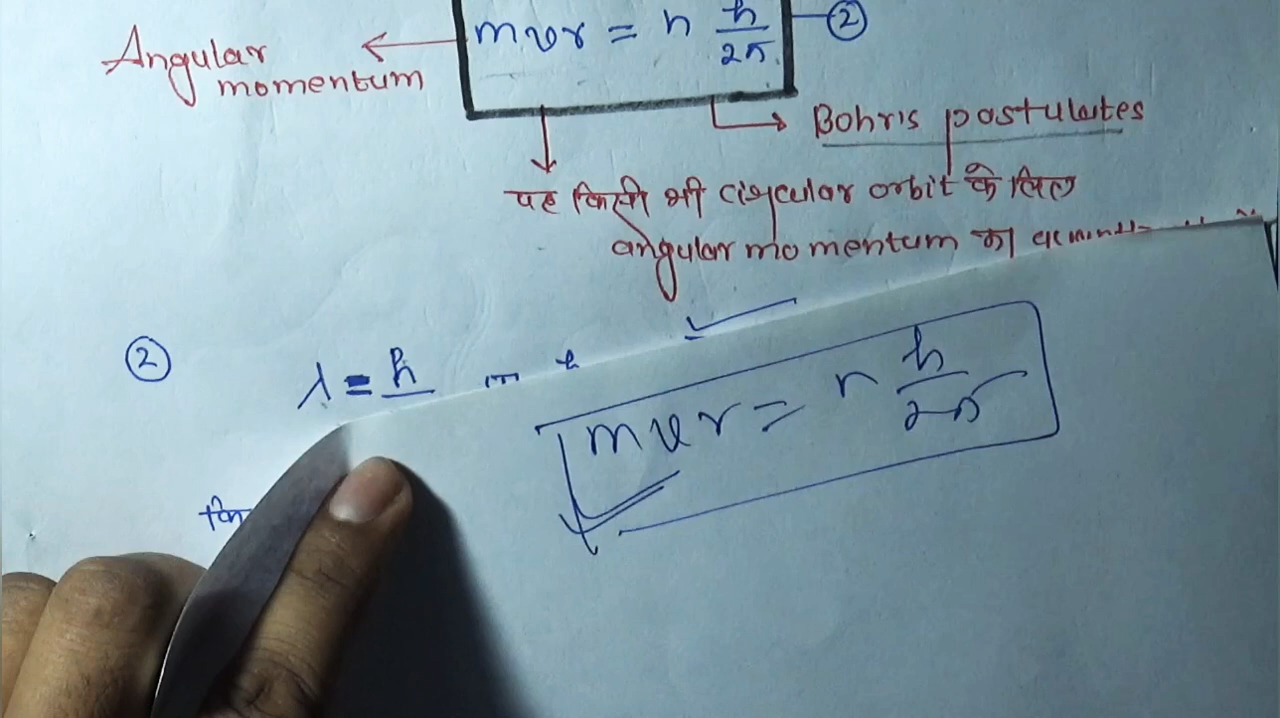 mvr = n h/2π —②
Angular momentum
Bohr's postulates
यह किसी भी circular orbit के लिए
angular momentum का
② λ = h
mvr = n h/2π